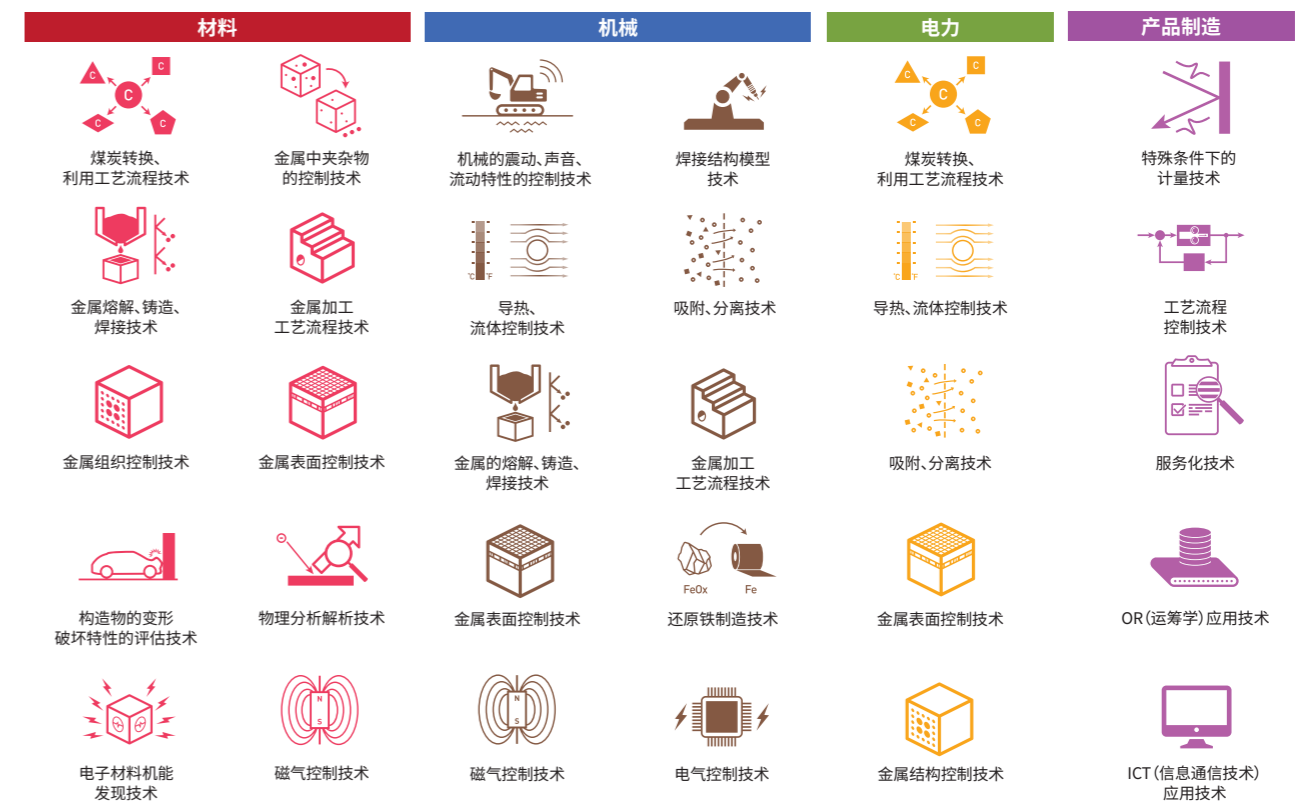 材料
机械
电力
产品制造
C
C
C
C
C
煤炭转换、
利用工艺流程技术
金属中夹杂物
的控制技术
机械的震动、声音、
流动特性的控制技术
焊接结构模型
技术
C
C
C
C
C
煤炭转换、
利用工艺流程技术
特殊条件下的
计量技术
金属熔解、铸造、
焊接技术
金属加工
工艺流程技术
℃
°F
导热、
流体控制技术
吸附、分离技术
℃
°F
导热、流体控制技术
工艺流程
控制技术
金属组织控制技术
金属表面控制技术
金属的熔解、铸造、
焊接技术
金属加工
工艺流程技术
吸附、分离技术
服务化技术
构造物的变形
破坏特性的评估技术
物理分析解析技术
金属表面控制技术
FeOx
Fe
还原铁制造技术
金属表面控制技术
OR(运筹学)应用技术
电子材料机能
发现技术
N
S
磁气控制技术
N
S
磁气控制技术
电气控制技术
金属结构控制技术
ICT(信息通信技术)
应用技术